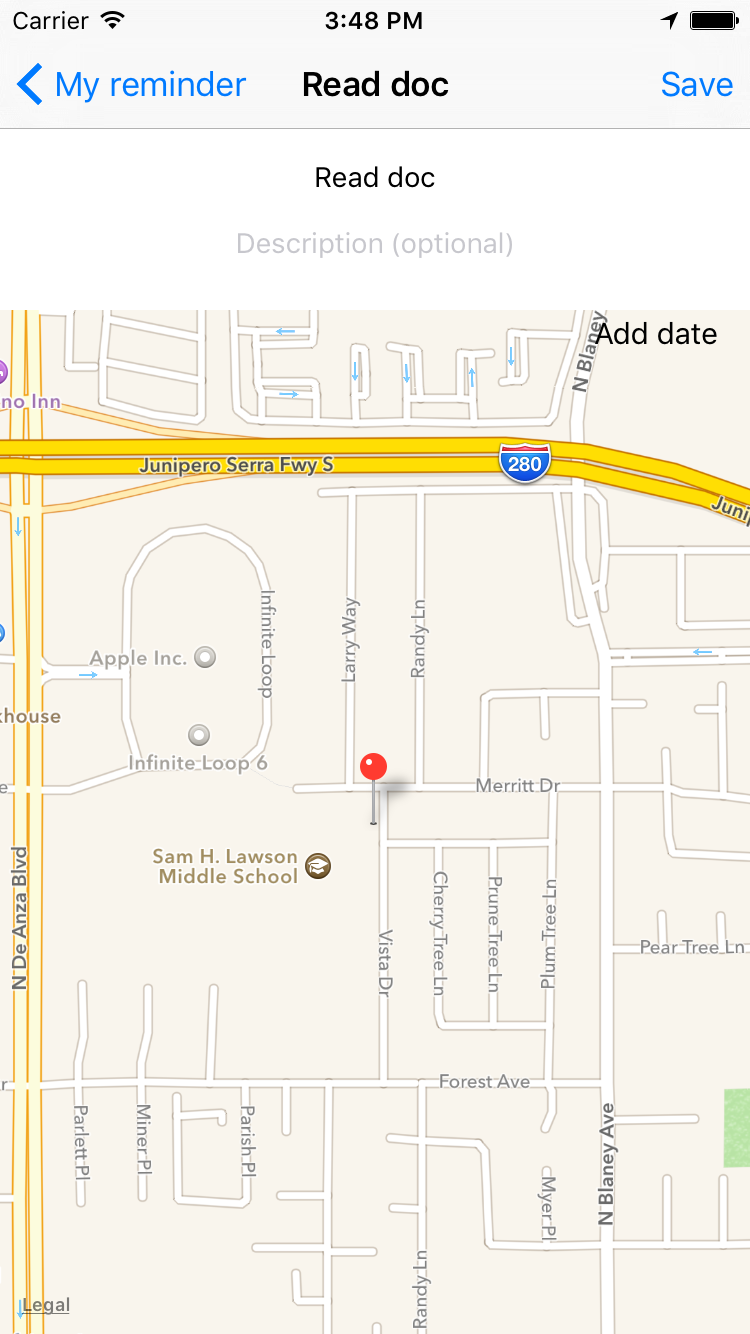 Carrier
3:48 PM
My reminder
Read doc
Save
Read doc
Description (optional)
Add date
N Blaney
no Inn
Junipero Serra Fwy S
280
Junip
Infinite Loop
Larry Way
Randy Ln
Apple Inc.
khouse
Infinite Loop 6
e
Merritt Dr
Sam H. Lawson
Middle School
N De Anza Blvd
Vista Dr
Cherry Tree Ln
Prune Tree Ln
Plum Tree Ln
Pear Tree Ln
r
Forest Ave
Parlett Pl
Miner Pl
Parish Pl
N Blaney Ave
Myer Pl
Randy Ln
Legal